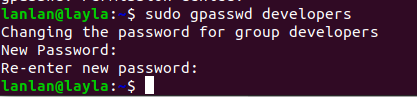 lanlan@layla:~$ sudo gpasswd developers
Changing the password for group developers
New Password:
Re-enter new password:
lanlan@layla:~$